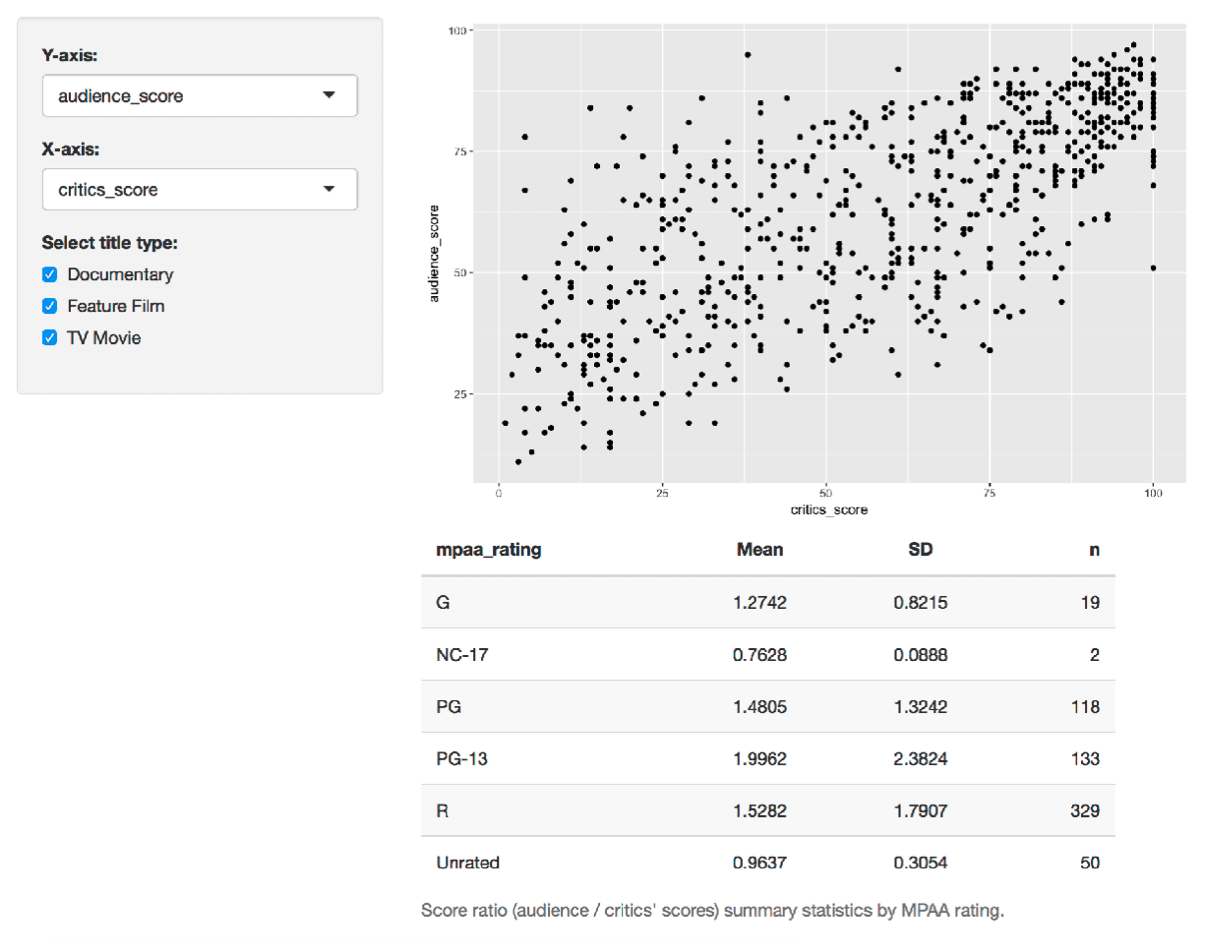 Y-axis:
audience_score
X-axis:
critics_score
Select title type:
Documentary
Feature Film
TV Movie
100
75
50
25
audience_score
0 25 50 75 100
critics_score
mpaa_rating Mean SD n
G 1.2742 0.8215 19
NC-17 0.7628 0.0888 2
PG 1.4805 1.3242 118
PG-13 1.9962 2.3824 133
R 1.5282 1.7907 329
Unrated 0.9637 0.3054 50
Score ratio (audience / critics' scores) summary statistics by MPAA rating.